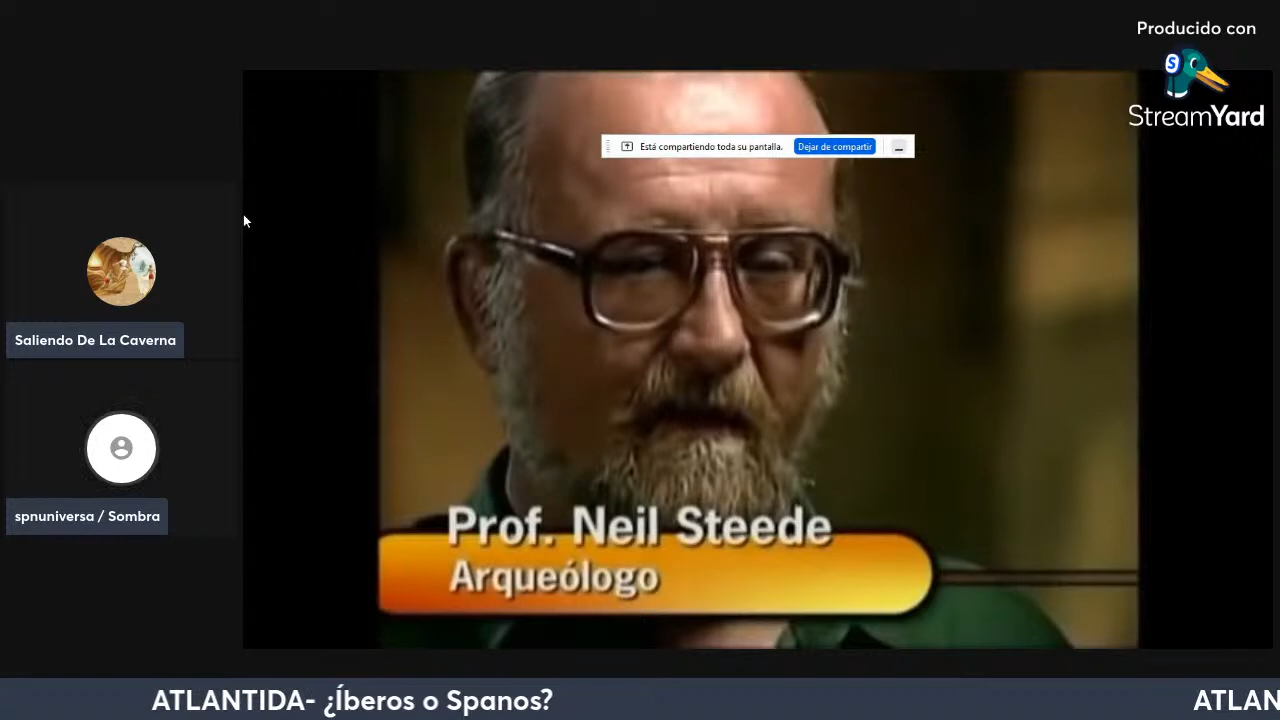 Producido con
StreamYard
Está compartiendo toda su pantalla.
Dejar de compartir
Saliendo De La Caverna
spnuniversa / Sombra
Prof. Neil Steede
Arqueólogo
ATLANTIDA- ¿Íberos o Spanos?
ATLAN